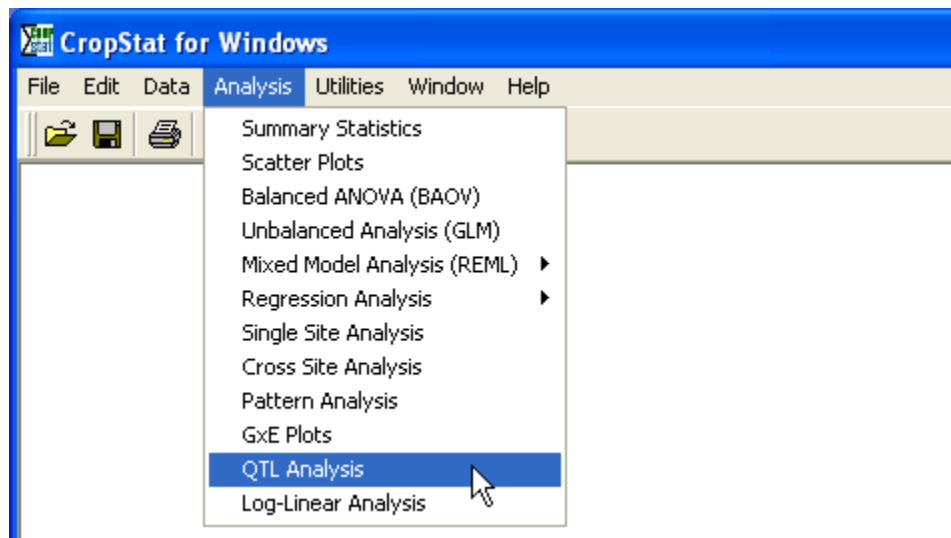 CropStat for Windows
File Edit Data Analysis Utilities Window Help
Summary Statistics
Scatter Plots
Balanced ANOVA (BAOV)
Unbalanced Analysis (GLM)
Mixed Model Analysis (REML)
Regression Analysis
Single Site Analysis
Cross Site Analysis
Pattern Analysis
GxE Plots
QTL Analysis
Log-Linear Analysis